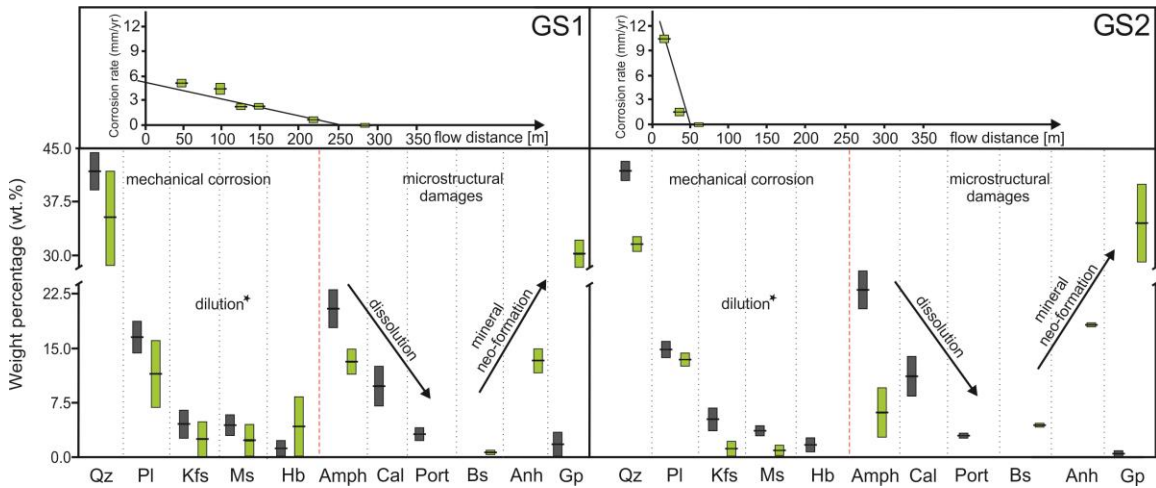 GS1
Corrosion rate (mm/yr)
12
9
6
3
0
0 50 100 150 200 250 300 350 flow distance [m]
GS2
Corrosion rate (mm/yr)
12
9
6
3
0
0 50 100 150 200 250 300 350 flow distance [m]
Weight percentage (wt.%)
45.0
37.5
30.0
22.5
15.0
7.5
0.0
mechanical corrosion
microstructural
damages
dilution*
dissolution
mineral
neo-formation
mechanical corrosion
microstructural
damages
dilution*
dissolution
mineral
neo-formation
Qz Pl Kfs Ms Hb Amph Cal Port Bs Anh Gp
Qz Pl Kfs Ms Hb Amph Cal Port Bs Anh Gp